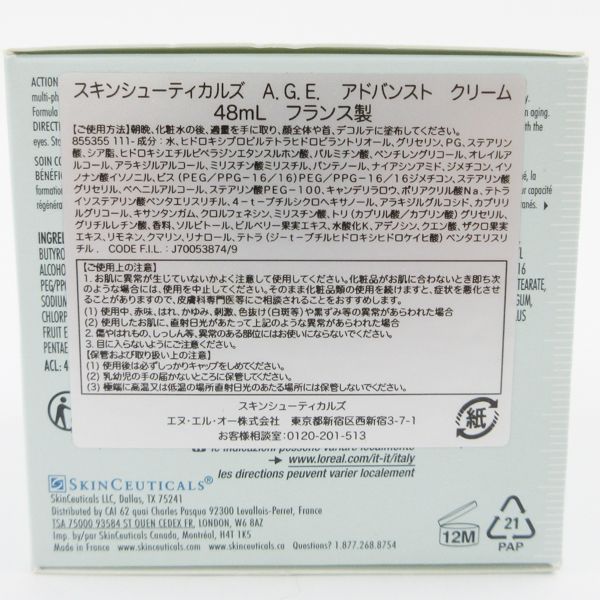 ACTION
multi-ph
Formula
DIRECTI
EYES. IN
SOIN CO
BÉNÉFIC
formation
régénéra
INGRED
BUTYRO
ALCOHO
PEG/PP
SODIUM
CHLORP
FRUIT E
PENTAE
ACL: 4
スキンシューティカルズ A.G.E. アドバンスト クリーム
48mL フランス製
【ご使用方法】朝晩、化粧水の後、適量を手に取り、顔全体や首、デコルテに塗布してください。
855355 111- 成分：水、ヒドロキシプロピルテトラヒドロピラントリオール、グリセリン、PG、ステアリン
酸、シア脂、ヒドロキシエチルピペラジンエタンスルホン酸、パルミチン酸、ペンチレングリコール、オレイルア
ルコール、アラキジルアルコール、ミリスチン酸ミリスチル、パンテノール、ナイアシンアミド、ジメチコン、イソノナ
ン酸イソノニル、ビス(PEG/PPG-16/16)PEG/PPG-16/16ジメチコン、ステアリン酸
グリセリル、ベヘニルアルコール、ステアリン酸PEG-100、キャンデリラロウ、ポリアクリル酸Na、テトラ
イソステアリン酸ペンタエリスリチル、4-t-ブチルシクロヘキサノール、アラキジルグルコシド、カプリリ
ルグリコール、キサンタンガム、クロルフェネシン、ミリスチン酸、トリ(カプリル酸/カプリン酸)グリセリル、
グリチルレチン酸、香料、ソルビトール、ビルベリー果実エキス、水酸化K、アデノシン、クエン酸、ザクロ果実
エキス、リモネン、クマリン、リナロール、テトラ(ジ-t-ブチルヒドロキシヒドロケイヒ酸)ペンタエリスリ
チル. CODE F.I.L. : J70053874/9
【ご使用上の注意】
1. お肌に異常が生じていないかよく注意して使用してください。化粧品がお肌に合わないとき即ち次
のような場合には、使用を中止してください。そのまま化粧品類の使用を続けますと、症状を悪化させ
ることがありますので、皮膚科専門医等にご相談されることをおすすめします。
(1) 使用中、赤味、はれ、かゆみ、刺激、色抜け(白斑等)や黒ずみ等の異常があらわれた場合
(2) 使用したお肌に、直射日光があたって上記のような異常があらわれた場合
2. 傷やはれもの、しっしん等、異常のある部位にはお使いにならないでください。
3. 目に入らないようにご注意ください。
【保管および取り扱い上の注意】
(1) 使用後は必ずしっかりキャップをしめてください。
(2) 乳幼児の手の届かないところに保管してください。
(3) 極端に高温又は低温の場所直射日光のあたる場所には保管しないでください。
スキンシューティカルズ
エヌ・エル・オー株式会社 東京都新宿区西新宿3-7-1
お客様相談室:0120-201-513
紙
→ www.loreal.com/it-it/italy
les directions peuvent varier localement
SKINCEUTICALS®
SkinCeuticals LLC, Dallas, TX 75241
Distributed by CAI 62 quai Charles Pasqua 92300 Levallois-Perret, France
TSA 75000 93584 ST OUEN CEDEX FR, LONDON, W6 8AZ
Imp. by/par SkinCeuticals Canada, Montréal, H4T 1K5
Made in France www.skinceuticals.com www.skinceuticals.ca Questions? 1.877.268.8754
12M
21
PAP